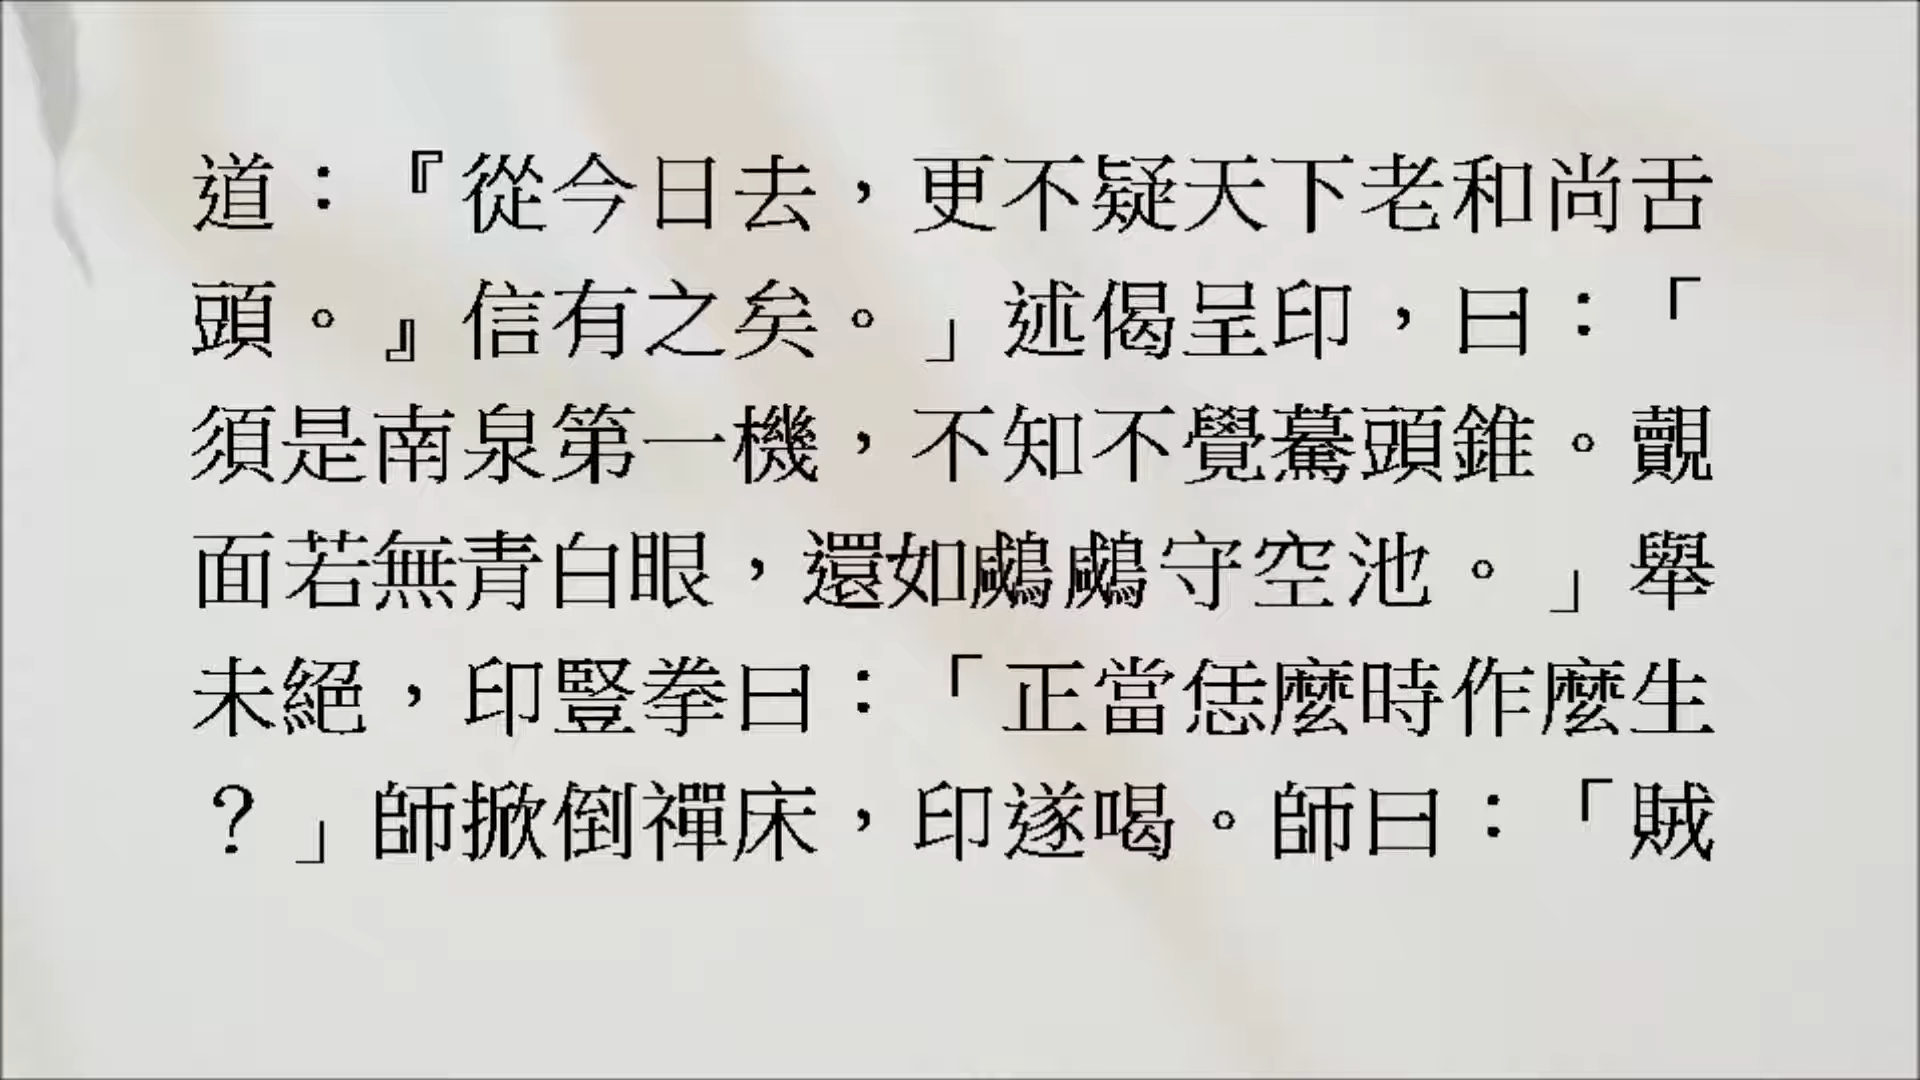 道：『從今日去，更不疑天下老和尚舌
頭。』信有之矣。」述偈呈印，曰：「
須是南泉第一機，不知不覺驀頭錐。覿
面若無青白眼，還如鸕鸕守空池。」舉
未絕，印豎拳曰：「正當恁麼時作麼生
？」師掀倒禪床，印遂喝。師曰：「賊